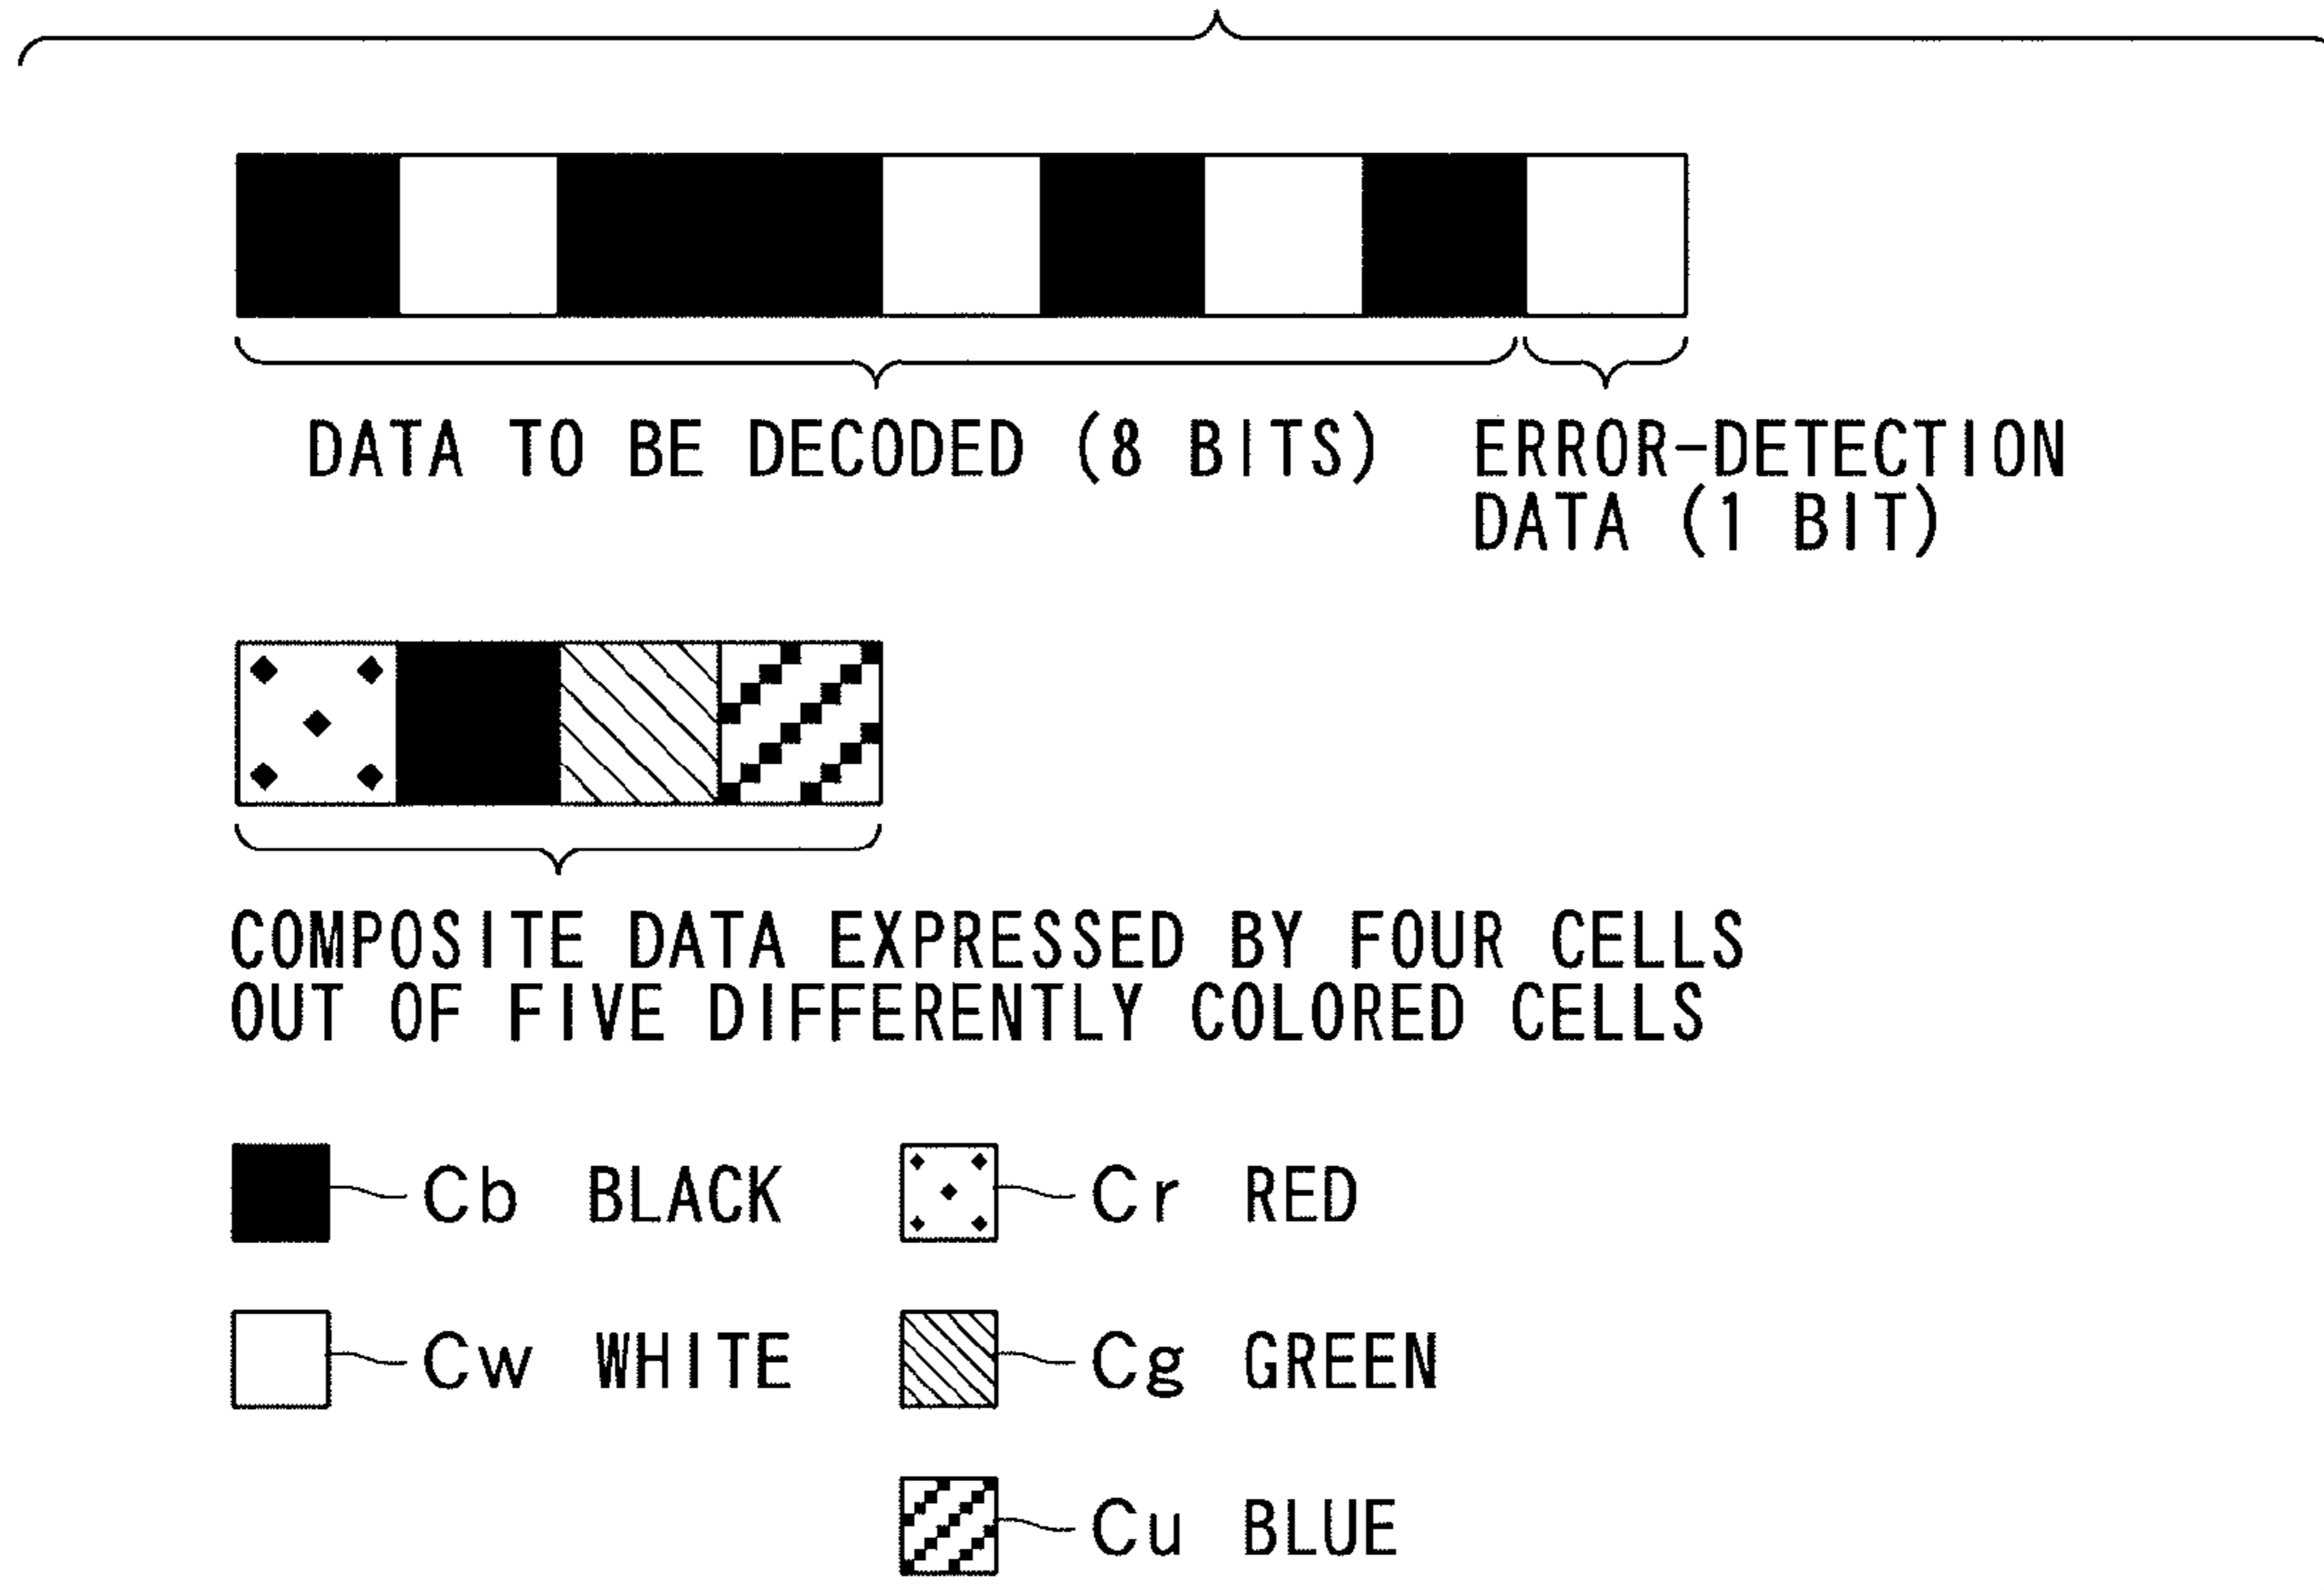 DATA TO BE DECODED (8 BITS)
ERROR-DETECTION
DATA (1 BIT)
COMPOSITE DATA EXPRESSED BY FOUR CELLS
OUT OF FIVE DIFFERENTLY COLORED CELLS
Cb BLACK
Cr RED
Cw WHITE
Cg GREEN
Cu BLUE